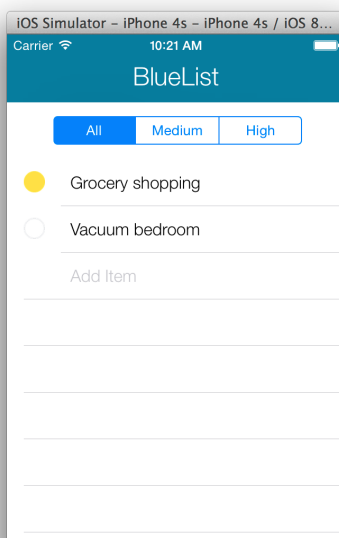 iOS Simulator – iPhone 4s – iPhone 4s / iOS 8...
Carrier 10:21 AM
BlueList
All Medium High
Grocery shopping
Vacuum bedroom
Add Item